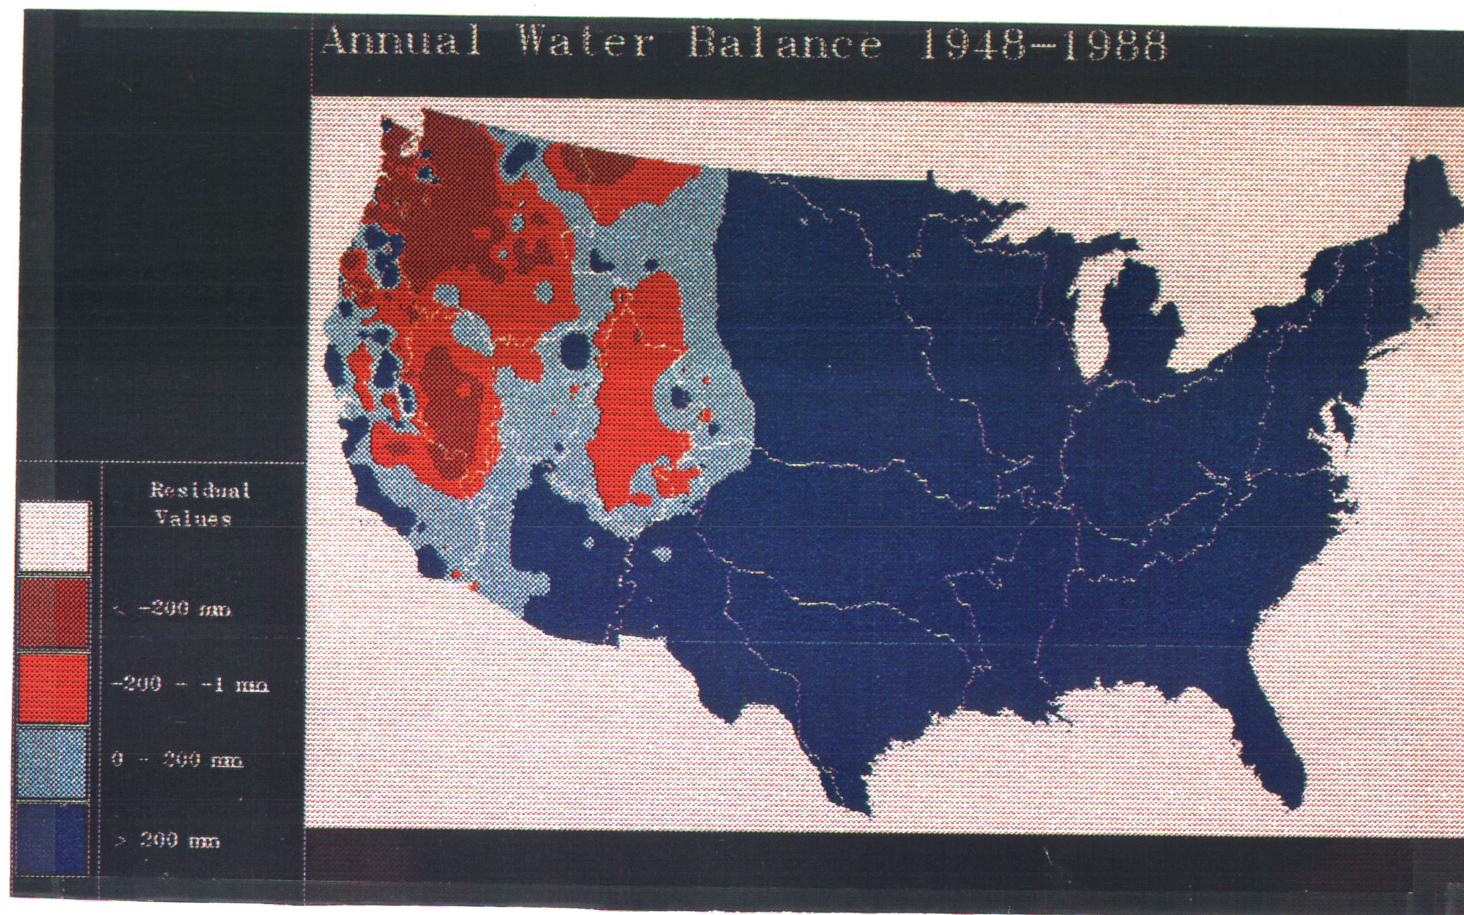 Annual Water Balance 1948-1988
Residual
Values
< -200 mm
-200 - -1 mm
0 - 200 mm
> 200 mm